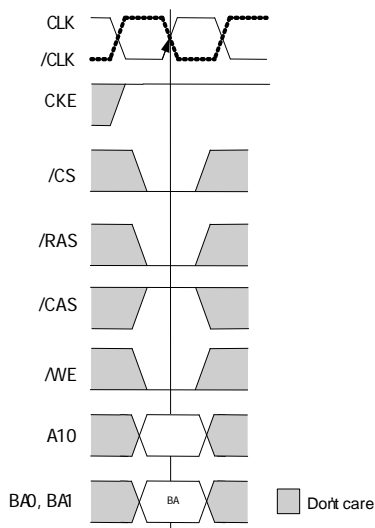 CLK
/CLK
CKE
/CS
/RAS
/CAS
/WE
A10
BA0, BA1
BA
Don't care